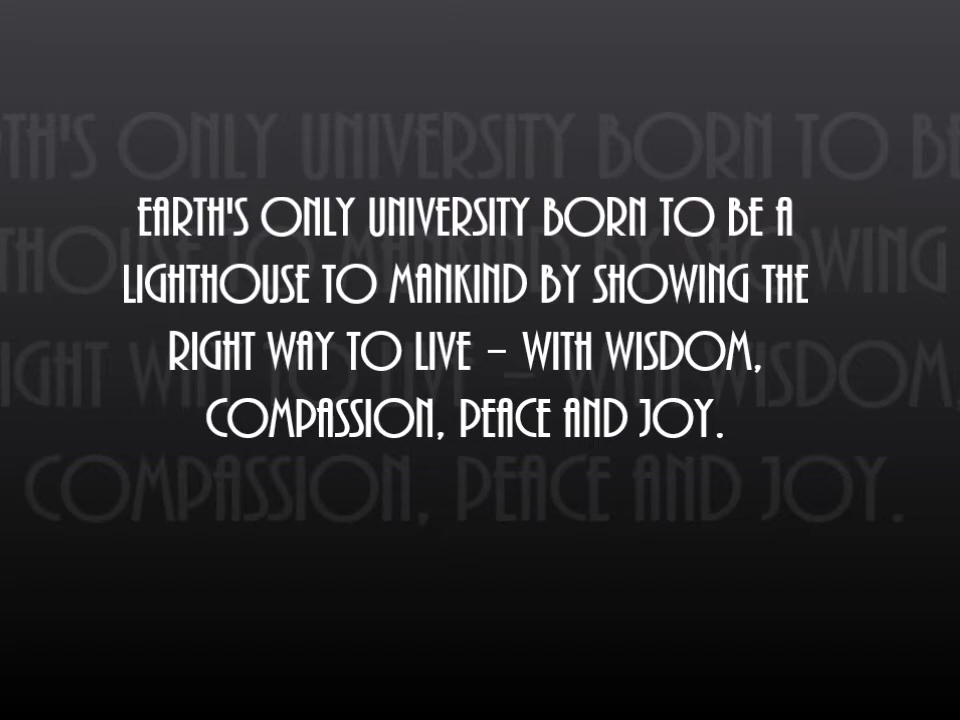 EARTH'S ONLY UNIVERSITY BORN TO BE A
LIGHTHOUSE TO MANKIND BY SHOWING THE
RIGHT WAY TO LIVE – WITH WISDOM,
COMPASSION, PEACE AND JOY.